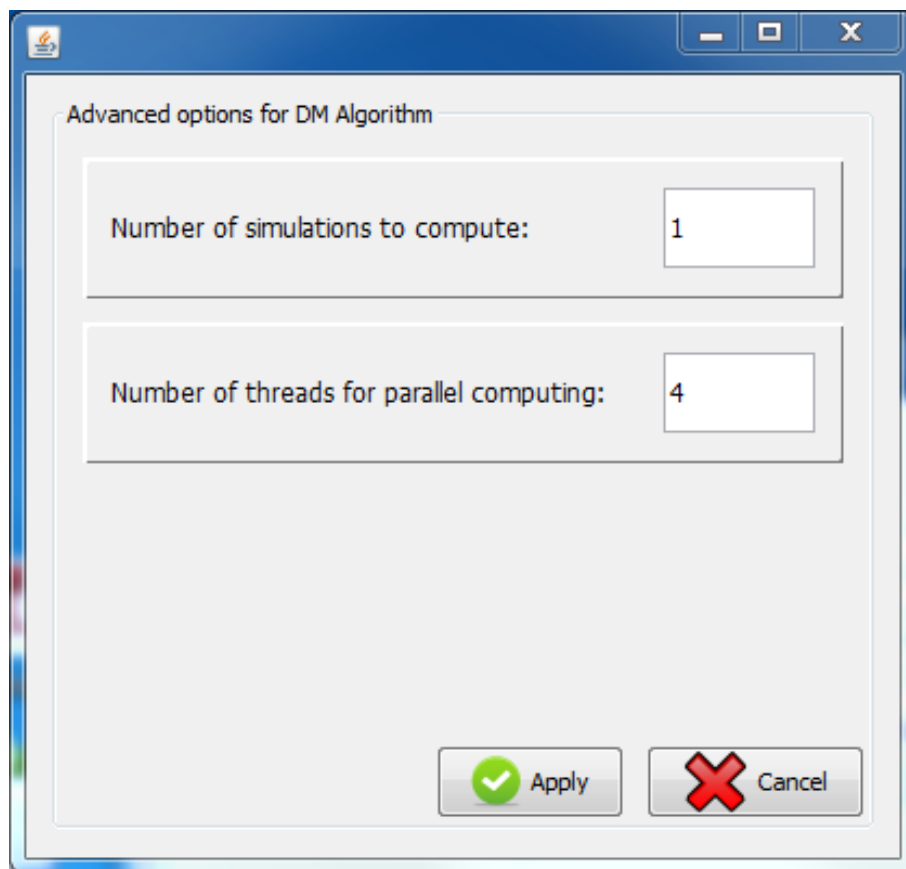 Advanced options for DM Algorithm
Number of simulations to compute: 1
Number of threads for parallel computing: 4
Apply Cancel